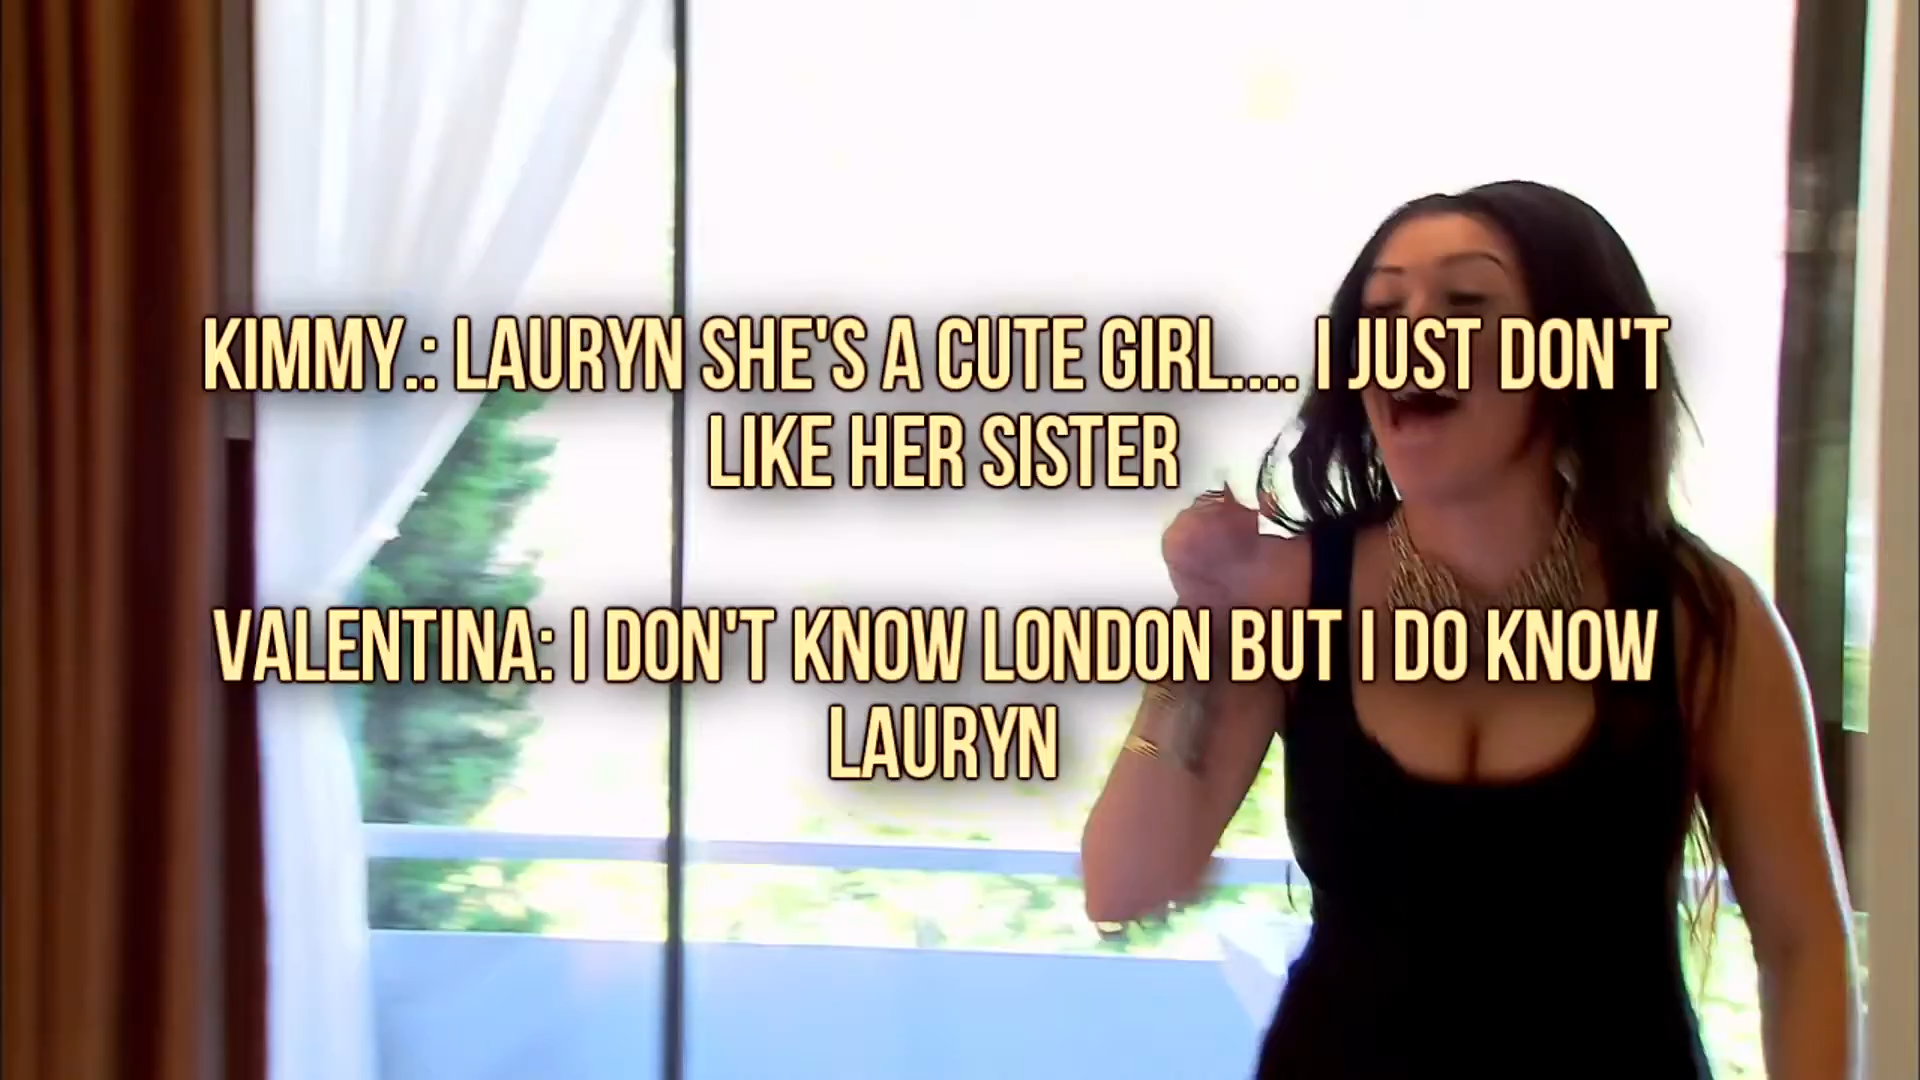 KIMMY.: LAURYN SHE'S A CUTE GIRL.... I JUST DON'T
LIKE HER SISTER
VALENTINA: I DON'T KNOW LONDON BUT I DO KNOW
LAURYN